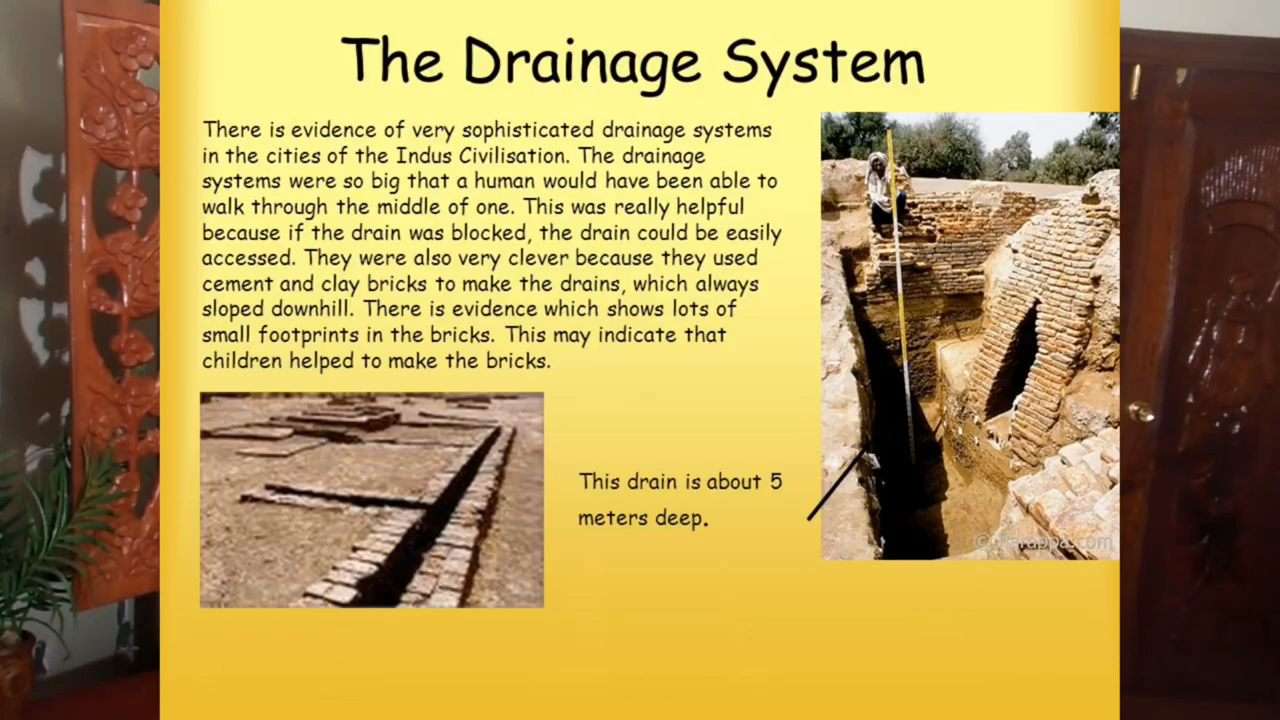 The Drainage System
There is evidence of very sophisticated drainage systems
in the cities of the Indus Civilisation. The drainage
systems were so big that a human would have been able to
walk through the middle of one. This was really helpful
because if the drain was blocked, the drain could be easily
accessed. They were also very clever because they used
cement and clay bricks to make the drains, which always
sloped downhill. There is evidence which shows lots of
small footprints in the bricks. This may indicate that
children helped to make the bricks.
This drain is about 5
meters deep.
© harappa.com